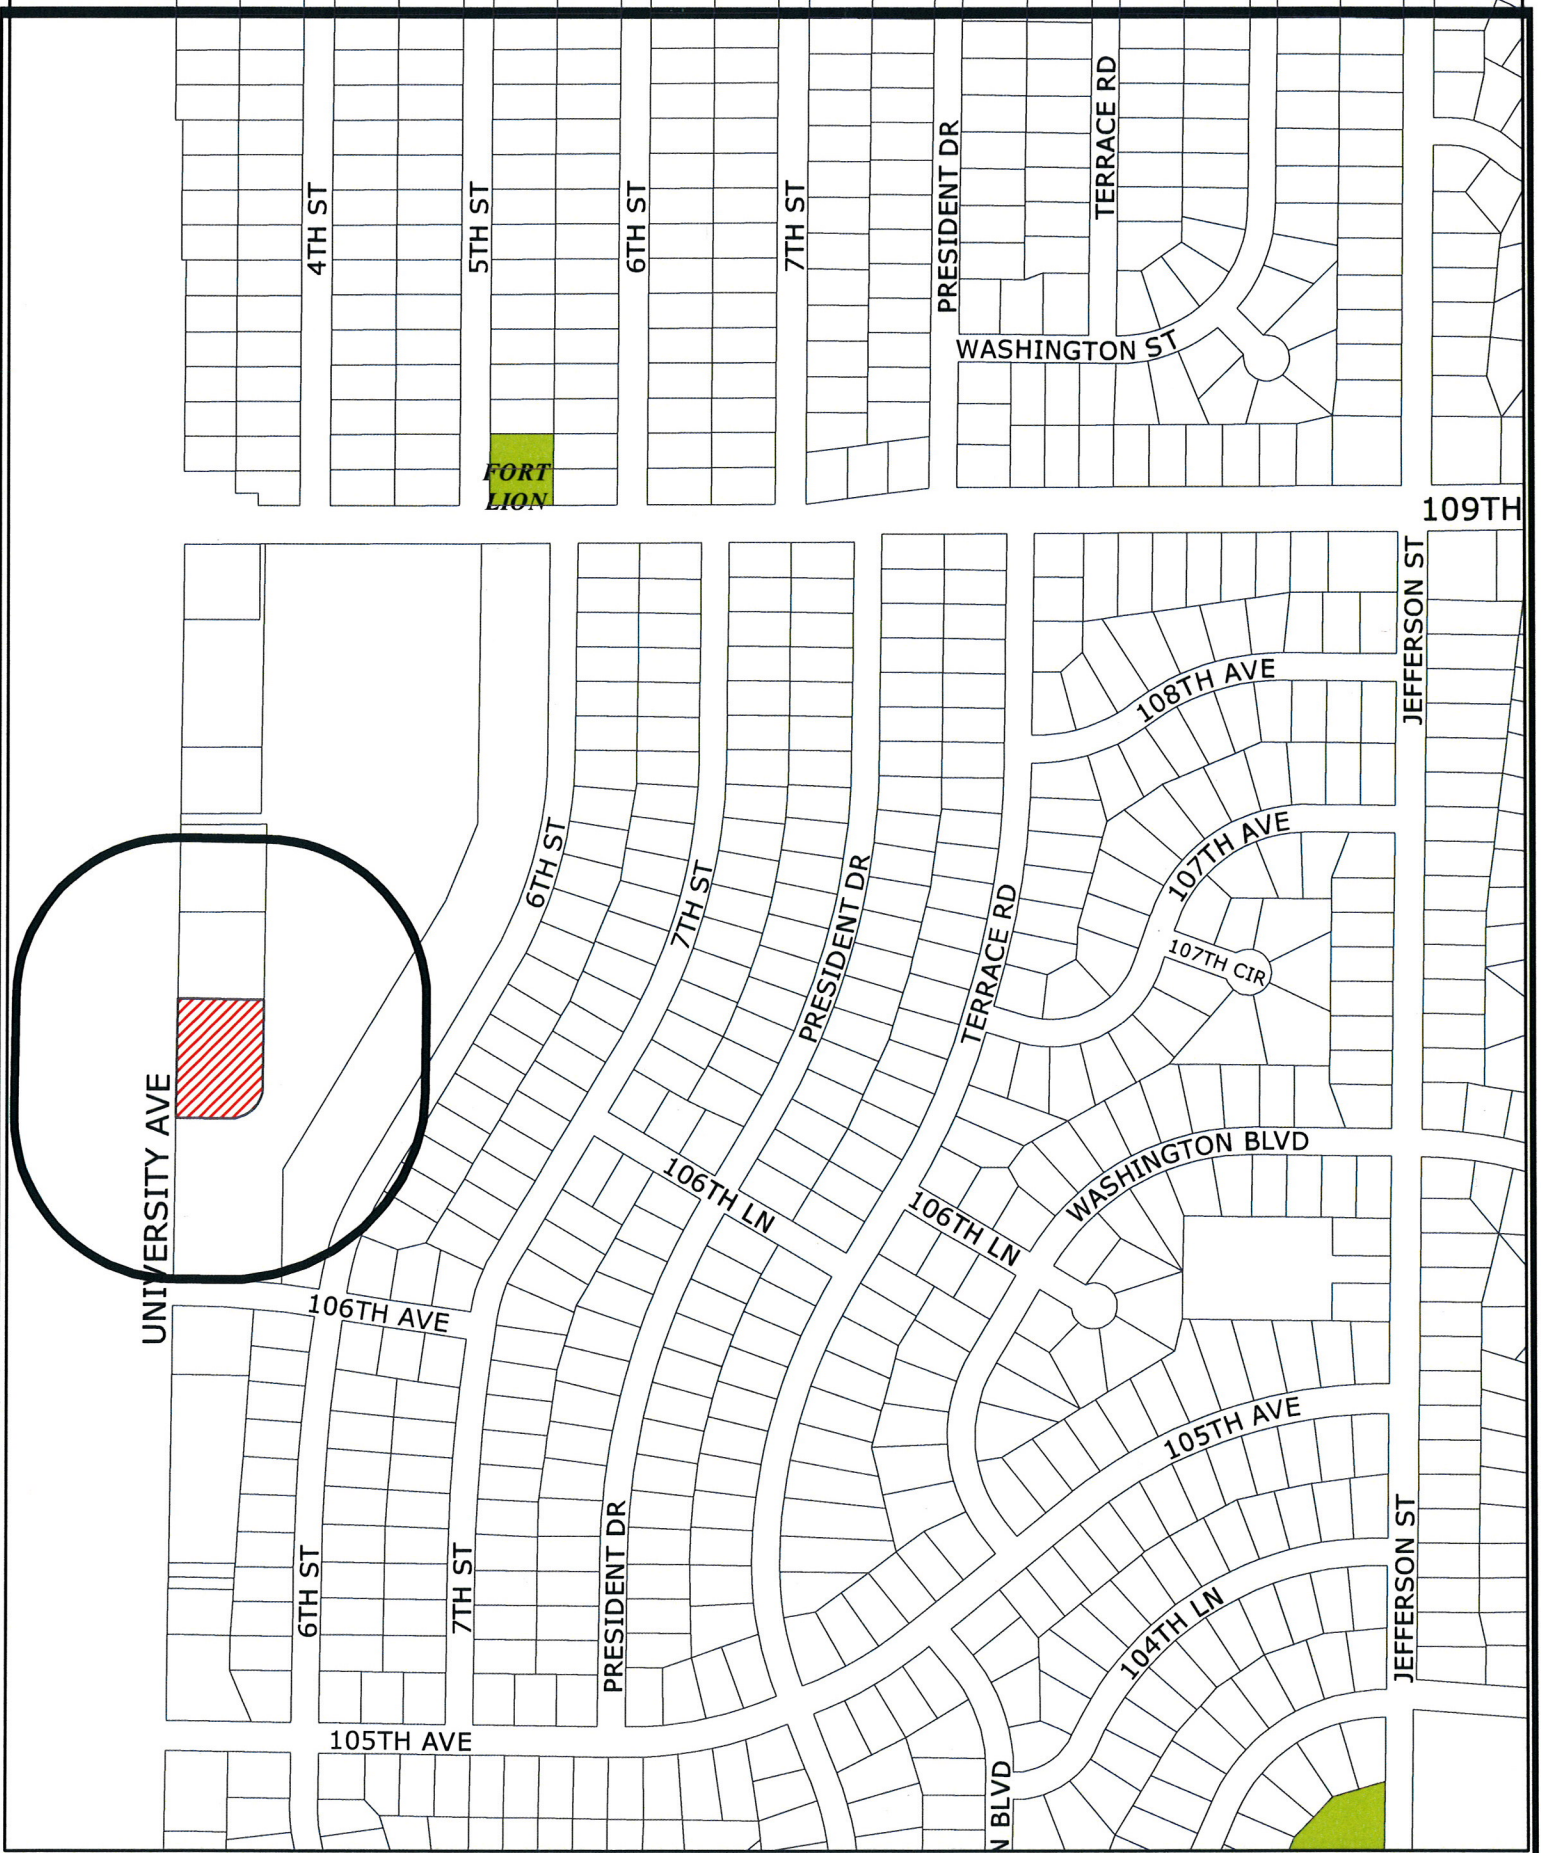 4TH ST
5TH ST
6TH ST
7TH ST
PRESIDENT DR
TERRACE RD
WASHINGTON ST
FORT
LION
109TH
JEFFERSON ST
108TH AVE
107TH AVE
6TH ST
7TH ST
PRESIDENT DR
TERRACE RD
107TH CIR
UNIVERSITY AVE
WASHINGTON BLVD
106TH LN
106TH LN
106TH AVE
105TH AVE
6TH ST
7TH ST
PRESIDENT DR
JEFFERSON ST
104TH LN
105TH AVE
N BLVD